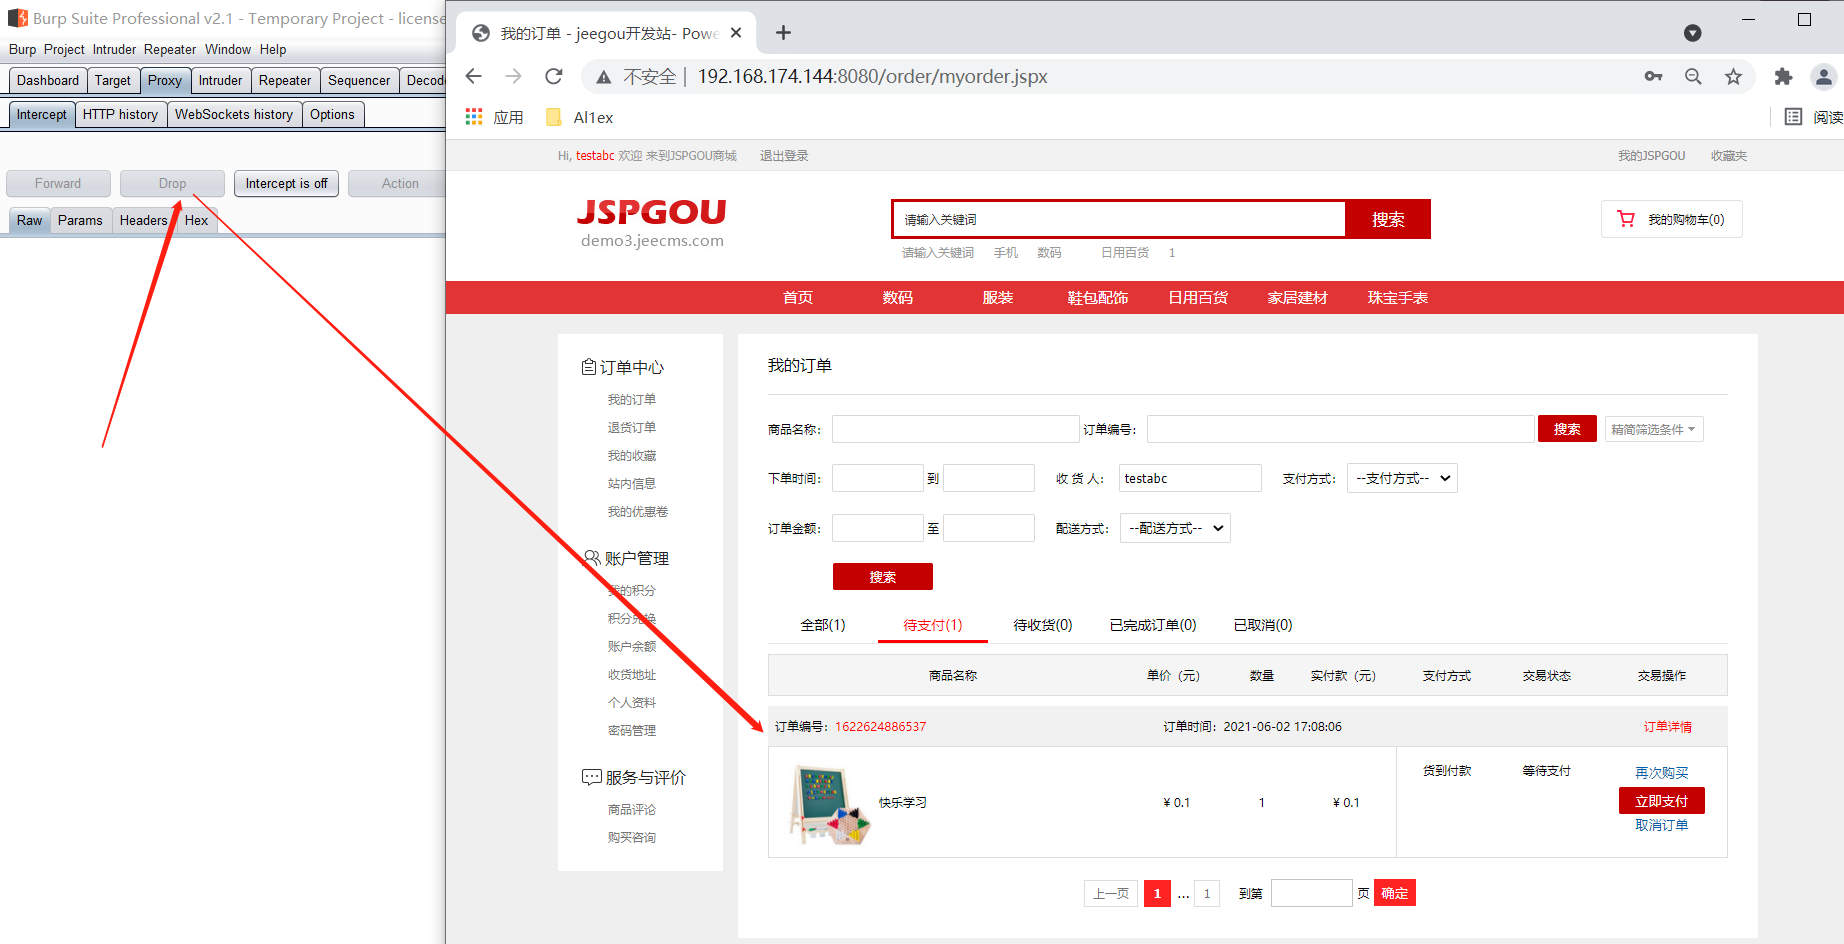 Burp Suite Professional v2.1 - Temporary Project - license
Burp Project Intruder Repeater Window Help
Dashboard Target Proxy Intruder Repeater Sequencer Decod
Intercept HTTP history WebSockets history Options
Forward Drop Intercept is off Action
Raw Params Headers Hex
我的订单 - jeegou开发站- Powe
不安全 | 192.168.174.144:8080/order/myorder.jspx
应用 Al1ex 阅读
Hi, testabc 欢迎 来到JSPGOU商城 退出登录 我的JSPGOU 收藏夹
JSPGOU
demo3.jeecms.com
请输入关键词 搜索
我的购物车(0)
请输入关键词 手机 数码 日用百货 1
首页 数码 服装 鞋包配饰 日用百货 家居建材 珠宝手表
订单中心
我的订单
退货订单
我的收藏
站内信息
我的优惠卷
账户管理
我的积分
积分兑换
账户余额
收货地址
个人资料
密码管理
服务与评价
商品评论
购买咨询
我的订单
商品名称： 订单编号： 搜索 精简筛选条件
下单时间： 到 收 货 人： testabc 支付方式： --支付方式--
订单金额： 至 配送方式： --配送方式--
搜索
全部(1) 待支付(1) 待收货(0) 已完成订单(0) 已取消(0)
商品名称 单价（元） 数量 实付款（元） 支付方式 交易状态 交易操作
订单编号：1622624886537 订单时间：2021-06-02 17:08:06 订单详情
快乐学习 ¥ 0.1 1 ¥ 0.1 货到付款 等待支付 再次购买
立即支付
取消订单
上一页 1 ... 1 到第 页 确定